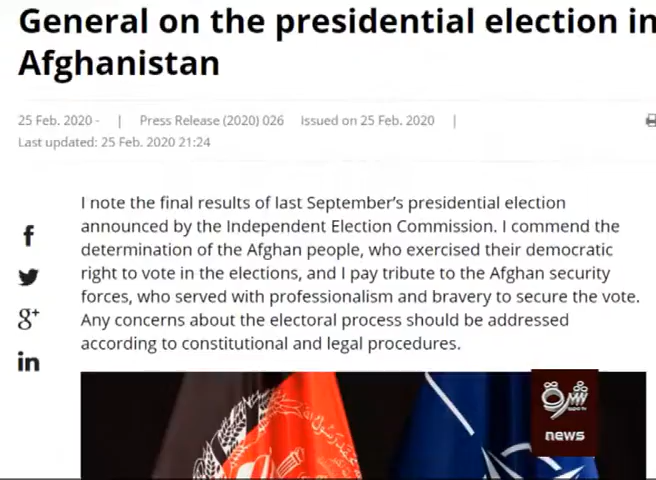 General on the presidential election in
Afghanistan
25 Feb. 2020 - | Press Release (2020) 026 Issued on 25 Feb. 2020 |
Last updated: 25 Feb. 2020 21:24
I note the final results of last September's presidential election
announced by the Independent Election Commission. I commend the
determination of the Afghan people, who exercised their democratic
right to vote in the elections, and I pay tribute to the Afghan security
forces, who served with professionalism and bravery to secure the vote.
Any concerns about the electoral process should be addressed
according to constitutional and legal procedures.
f
g+
in
news